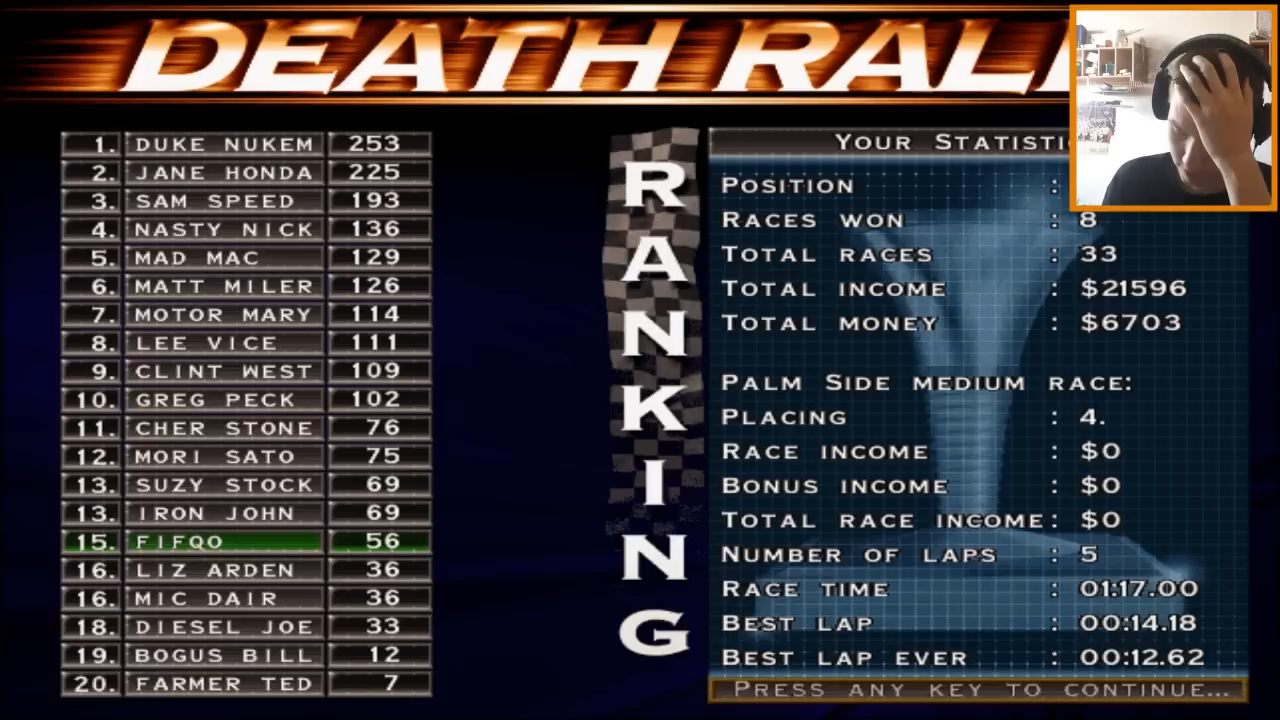 DEATH RAL
1. DUKE NUKEM 253
2. JANE HONDA 225
3. SAM SPEED 193
4. NASTY NICK 136
5. MAD MAC 129
6. MATT MILER 126
7. MOTOR MARY 114
8. LEE VICE 111
9. CLINT WEST 109
10. GREG PECK 102
11. CHER STONE 76
12. MORI SATO 75
13. SUZY STOCK 69
13. IRON JOHN 69
15. FIFQO 56
16. LIZ ARDEN 36
16. MIC DAIR 36
18. DIESEL JOE 33
19. BOGUS BILL 12
20. FARMER TED 7
RANKING
YOUR STATISTI
POSITION :
RACES WON : 8
TOTAL RACES : 33
TOTAL INCOME : $21596
TOTAL MONEY : $6703
PALM SIDE MEDIUM RACE:
PLACING : 4.
RACE INCOME : $0
BONUS INCOME : $0
TOTAL RACE INCOME: $0
NUMBER OF LAPS : 5
RACE TIME : 01:17.00
BEST LAP : 00:14.18
BEST LAP EVER : 00:12.62
PRESS ANY KEY TO CONTINUE...